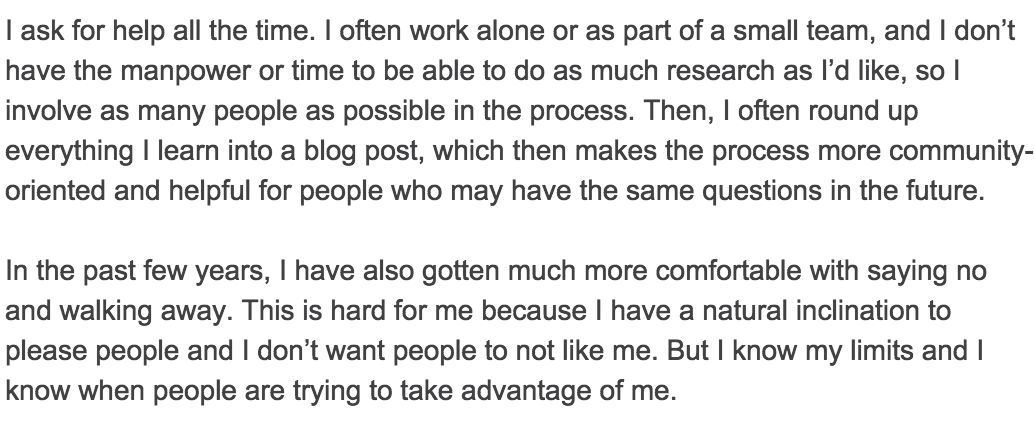 I ask for help all the time. I often work alone or as part of a small team, and I don’t
have the manpower or time to be able to do as much research as I’d like, so I
involve as many people as possible in the process. Then, I often round up
everything I learn into a blog post, which then makes the process more community-
oriented and helpful for people who may have the same questions in the future.
In the past few years, I have also gotten much more comfortable with saying no
and walking away. This is hard for me because I have a natural inclination to
please people and I don’t want people to not like me. But I know my limits and I
know when people are trying to take advantage of me.